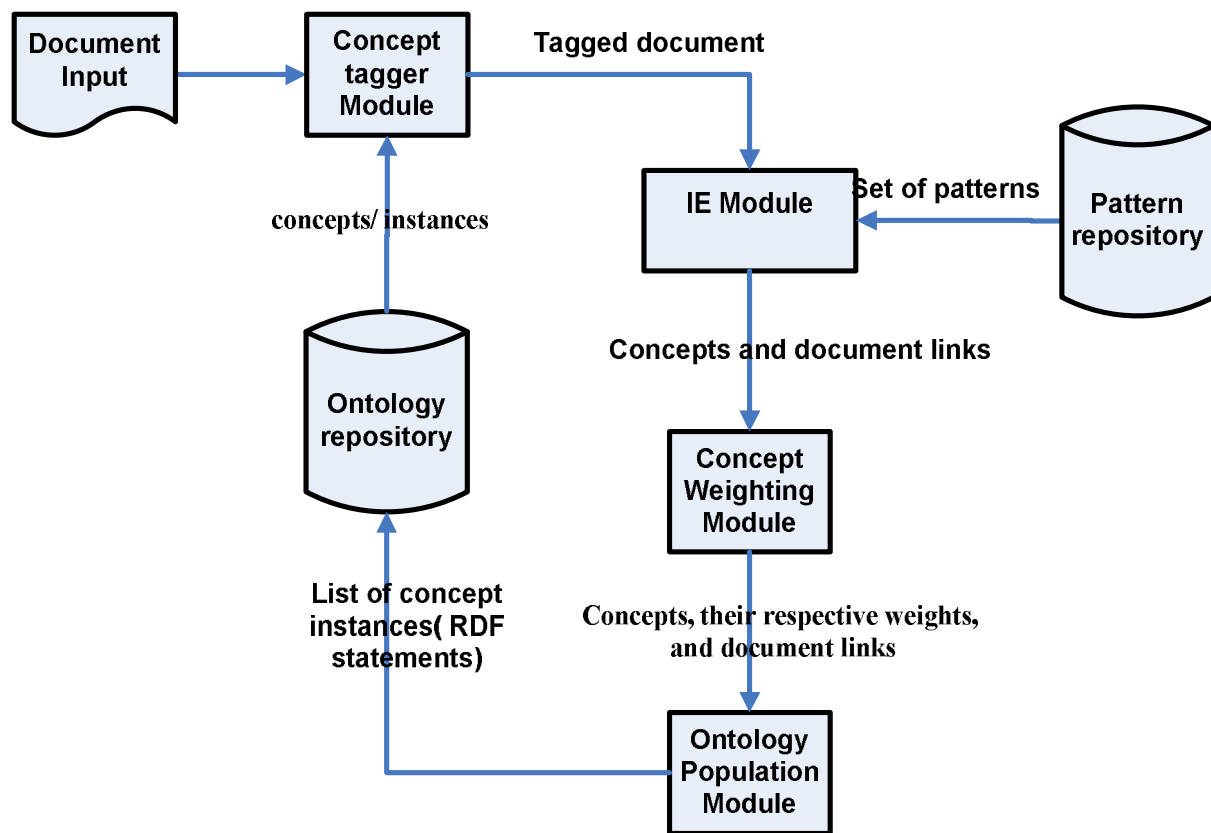 Document
Input
Concept
tagger
Module
Tagged document
IE Module
Set of patterns
Pattern
repository
concepts/ instances
Concepts and document links
Ontology
repository
Concept
Weighting
Module
List of concept
instances( RDF
statements)
Concepts, their respective weights,
and document links
Ontology
Population
Module